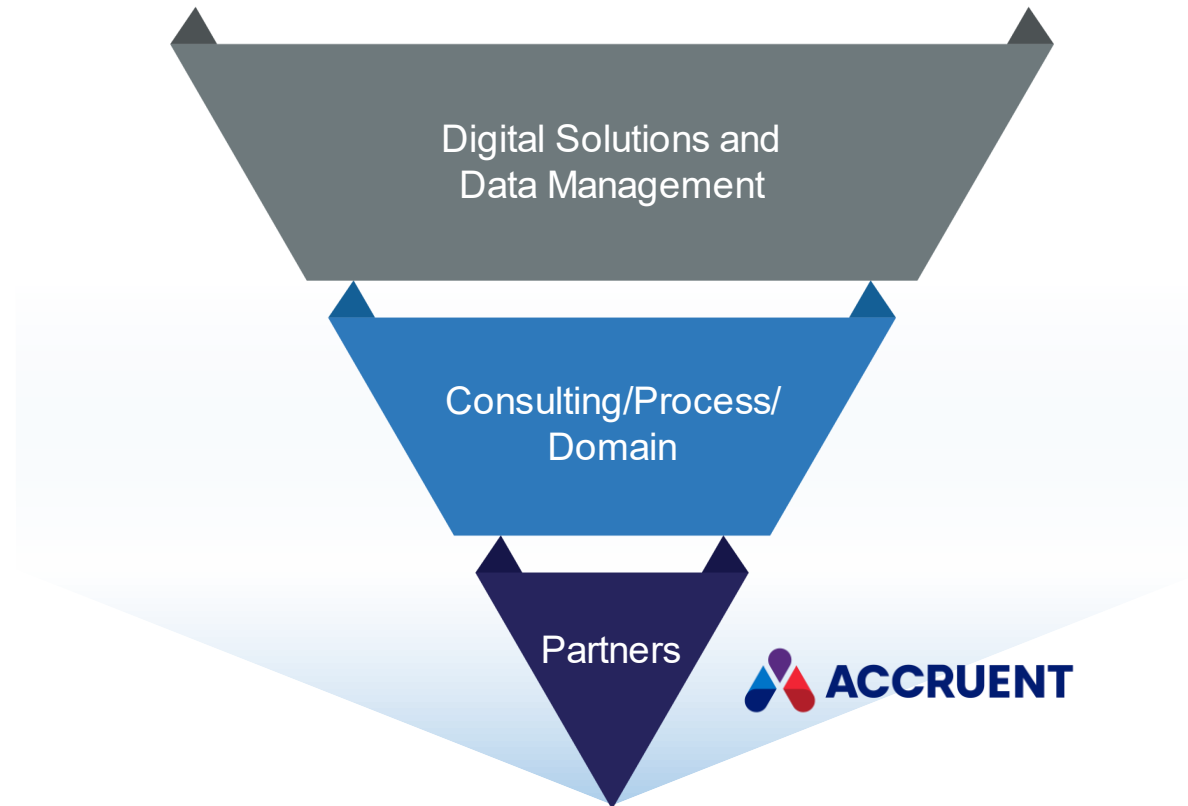 Digital Solutions and
Data Management
Consulting/Process/
Domain
Partners
ACCRUENT